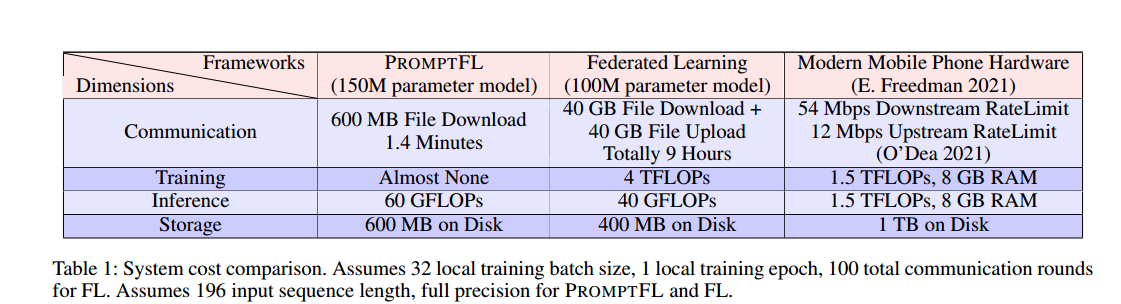 Frameworks
Dimensions
PROMPTFL
(150M parameter model)
Federated Learning
(100M parameter model)
Modern Mobile Phone Hardware
(E. Freedman 2021)
Communication
600 MB File Download
1.4 Minutes
40 GB File Download +
40 GB File Upload
Totally 9 Hours
54 Mbps Downstream RateLimit
12 Mbps Upstream RateLimit
(O’Dea 2021)
Training
Almost None
4 TFLOPs
1.5 TFLOPs, 8 GB RAM
Inference
60 GFLOPs
40 GFLOPs
1.5 TFLOPs, 8 GB RAM
Storage
600 MB on Disk
400 MB on Disk
1 TB on Disk
Table 1: System cost comparison. Assumes 32 local training batch size, 1 local training epoch, 100 total communication rounds
for FL. Assumes 196 input sequence length, full precision for PROMPTFL and FL.